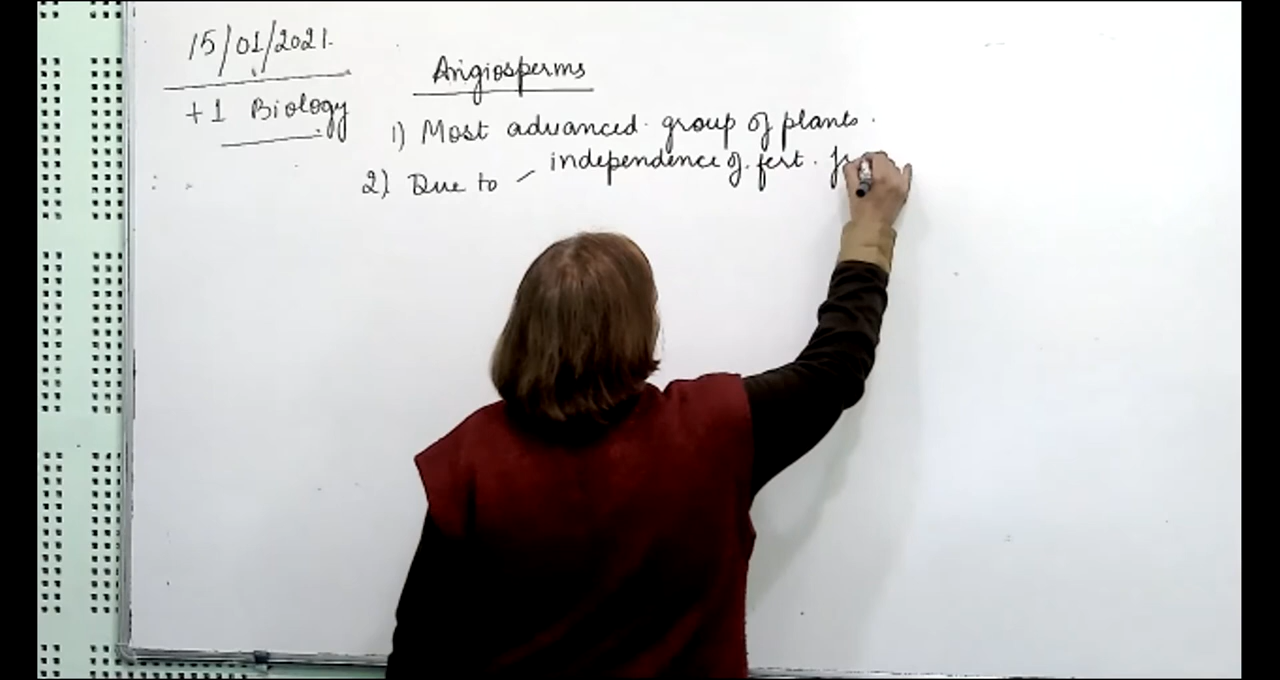 15/01/2021.
+1 Biology
Angiosperms
1) Most advanced group of plants.
2) Due to - independence of fert.